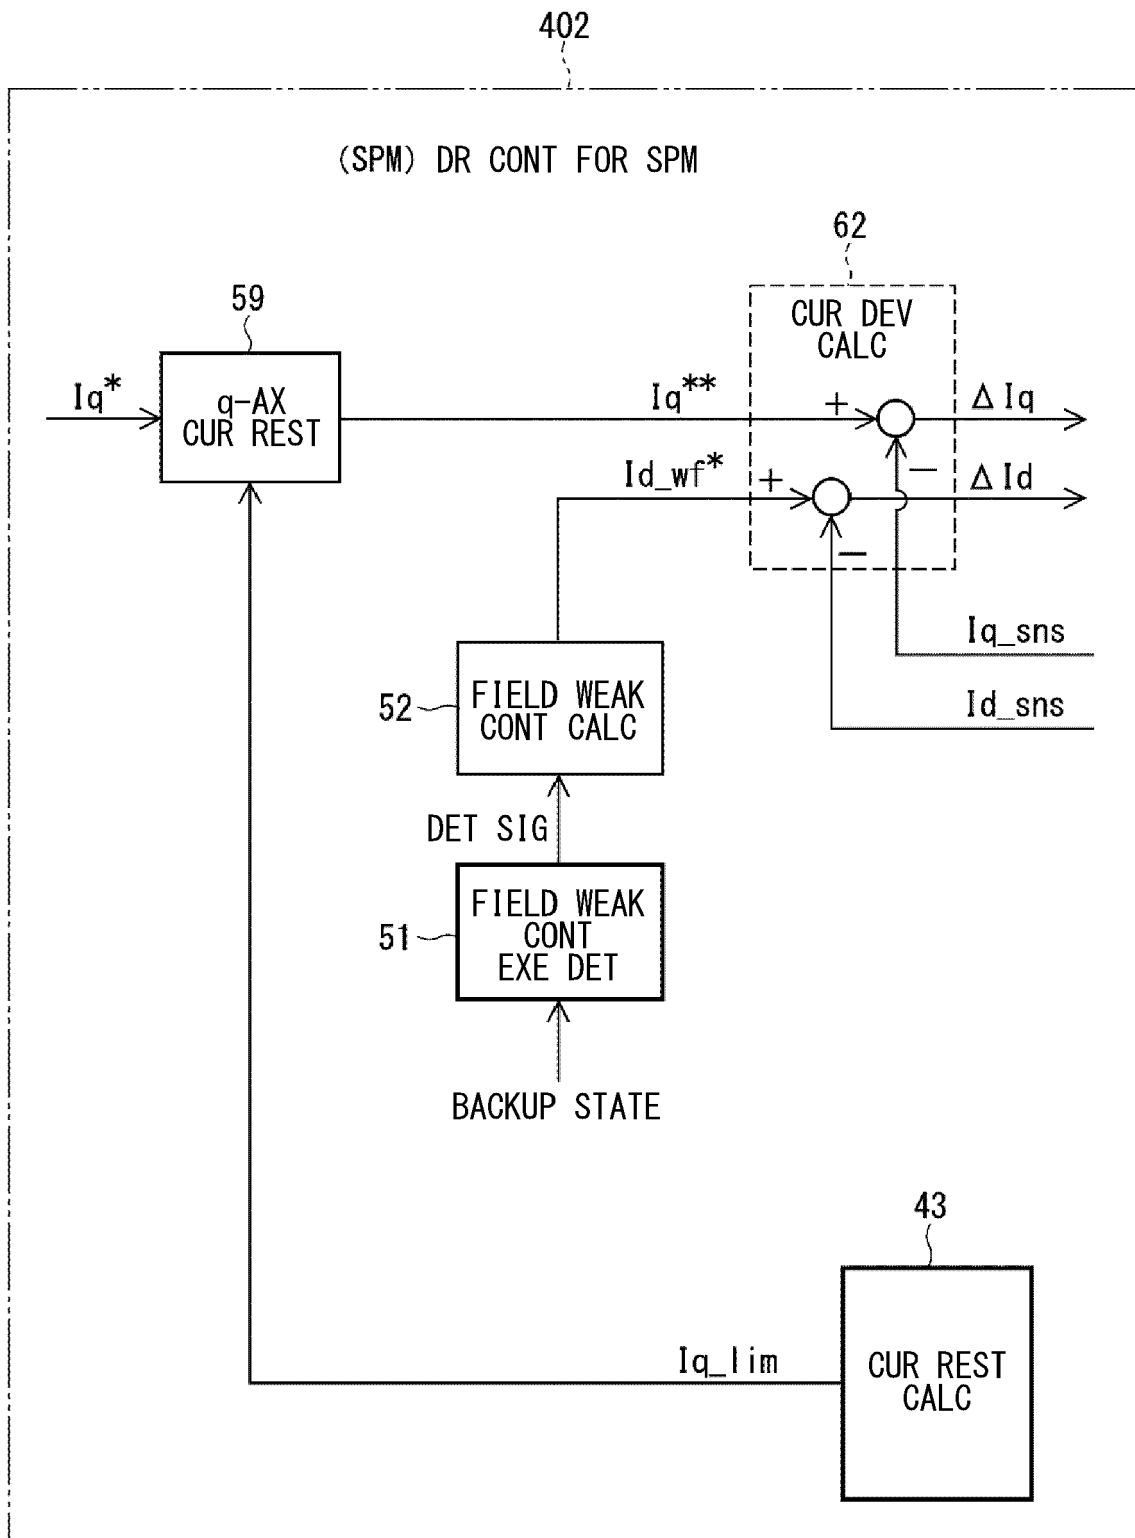 402
(SPM) DR CONT FOR SPM
62
CUR DEV
CALC
59
Iq*
q-AX
CUR REST
Iq**
+
ΔIq
−
Id_wf*
+
ΔId
−
Iq_sns
Id_sns
52
FIELD WEAK
CONT CALC
DET SIG
51
FIELD WEAK
CONT
EXE DET
BACKUP STATE
43
Iq_lim
CUR REST
CALC